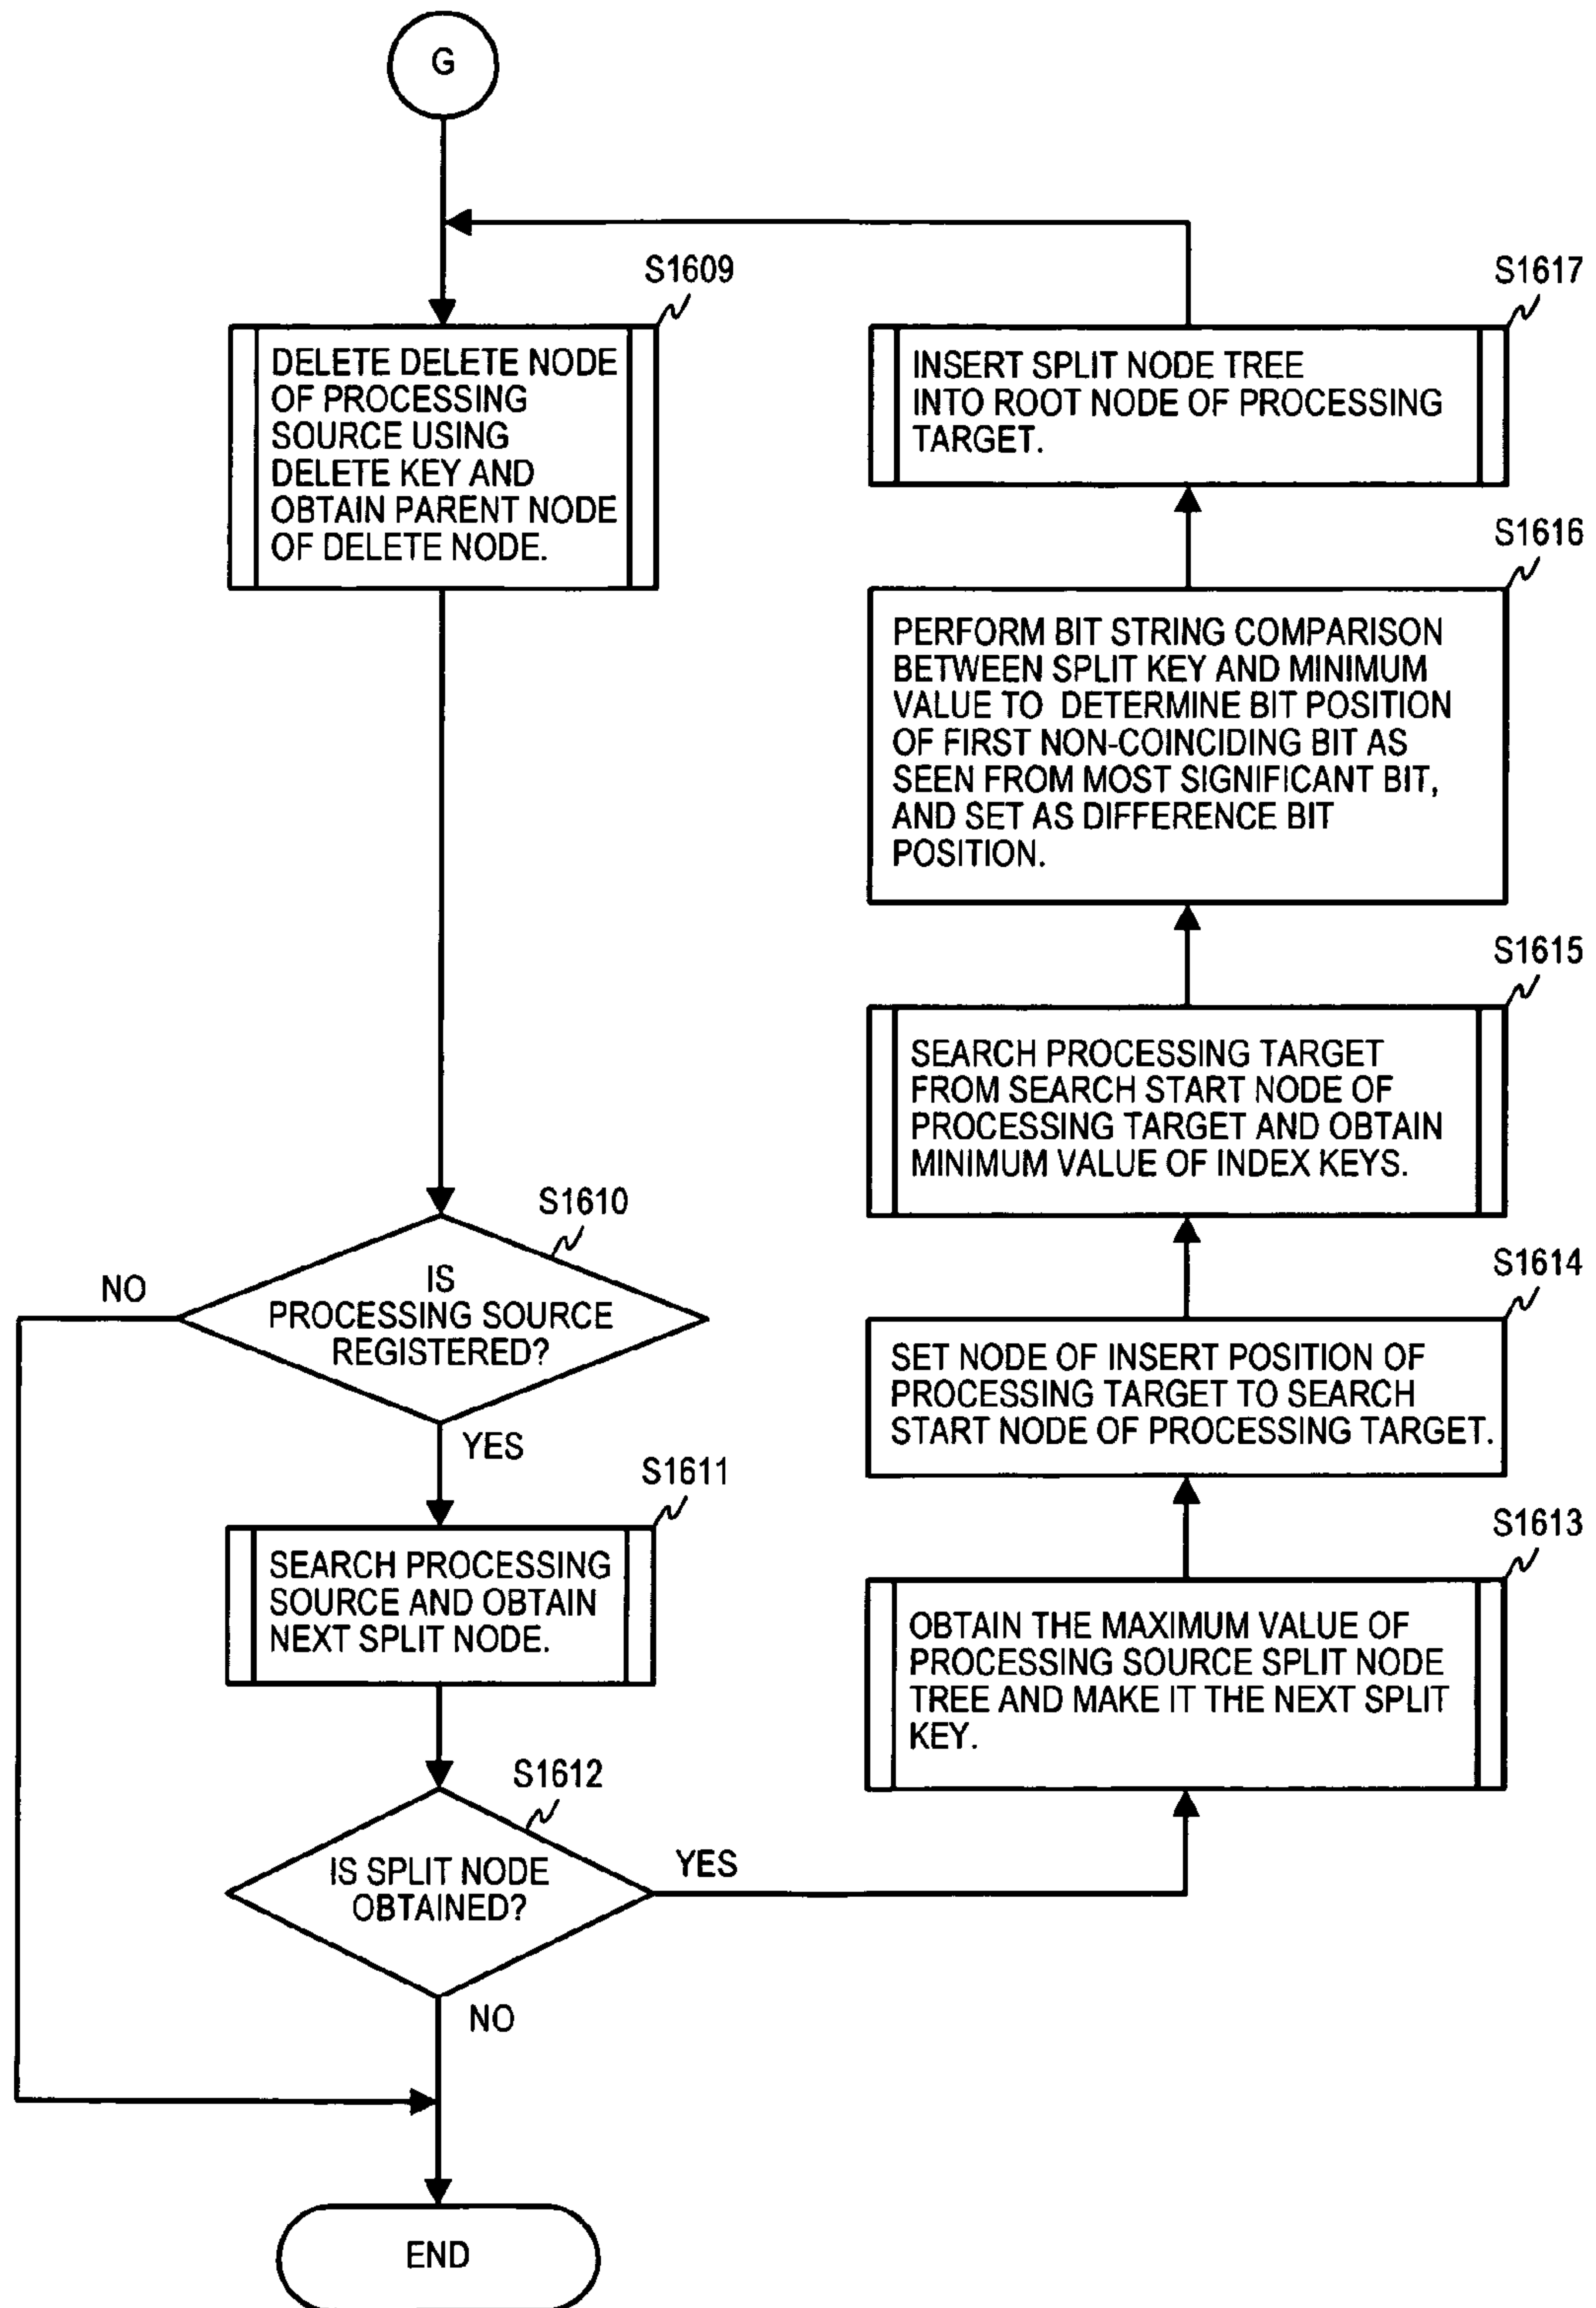 G
S1609
DELETE DELETE NODE
OF PROCESSING
SOURCE USING
DELETE KEY AND
OBTAIN PARENT NODE
OF DELETE NODE.
S1610
NO
IS
PROCESSING SOURCE
REGISTERED?
YES
S1611
SEARCH PROCESSING
SOURCE AND OBTAIN
NEXT SPLIT NODE.
S1612
IS SPLIT NODE
OBTAINED?
YES
NO
END
S1617
INSERT SPLIT NODE TREE
INTO ROOT NODE OF PROCESSING
TARGET.
S1616
PERFORM BIT STRING COMPARISON
BETWEEN SPLIT KEY AND MINIMUM
VALUE TO DETERMINE BIT POSITION
OF FIRST NON-COINCIDING BIT AS
SEEN FROM MOST SIGNIFICANT BIT,
AND SET AS DIFFERENCE BIT
POSITION.
S1615
SEARCH PROCESSING TARGET
FROM SEARCH START NODE OF
PROCESSING TARGET AND OBTAIN
MINIMUM VALUE OF INDEX KEYS.
S1614
SET NODE OF INSERT POSITION OF
PROCESSING TARGET TO SEARCH
START NODE OF PROCESSING TARGET.
S1613
OBTAIN THE MAXIMUM VALUE OF
PROCESSING SOURCE SPLIT NODE
TREE AND MAKE IT THE NEXT SPLIT
KEY.